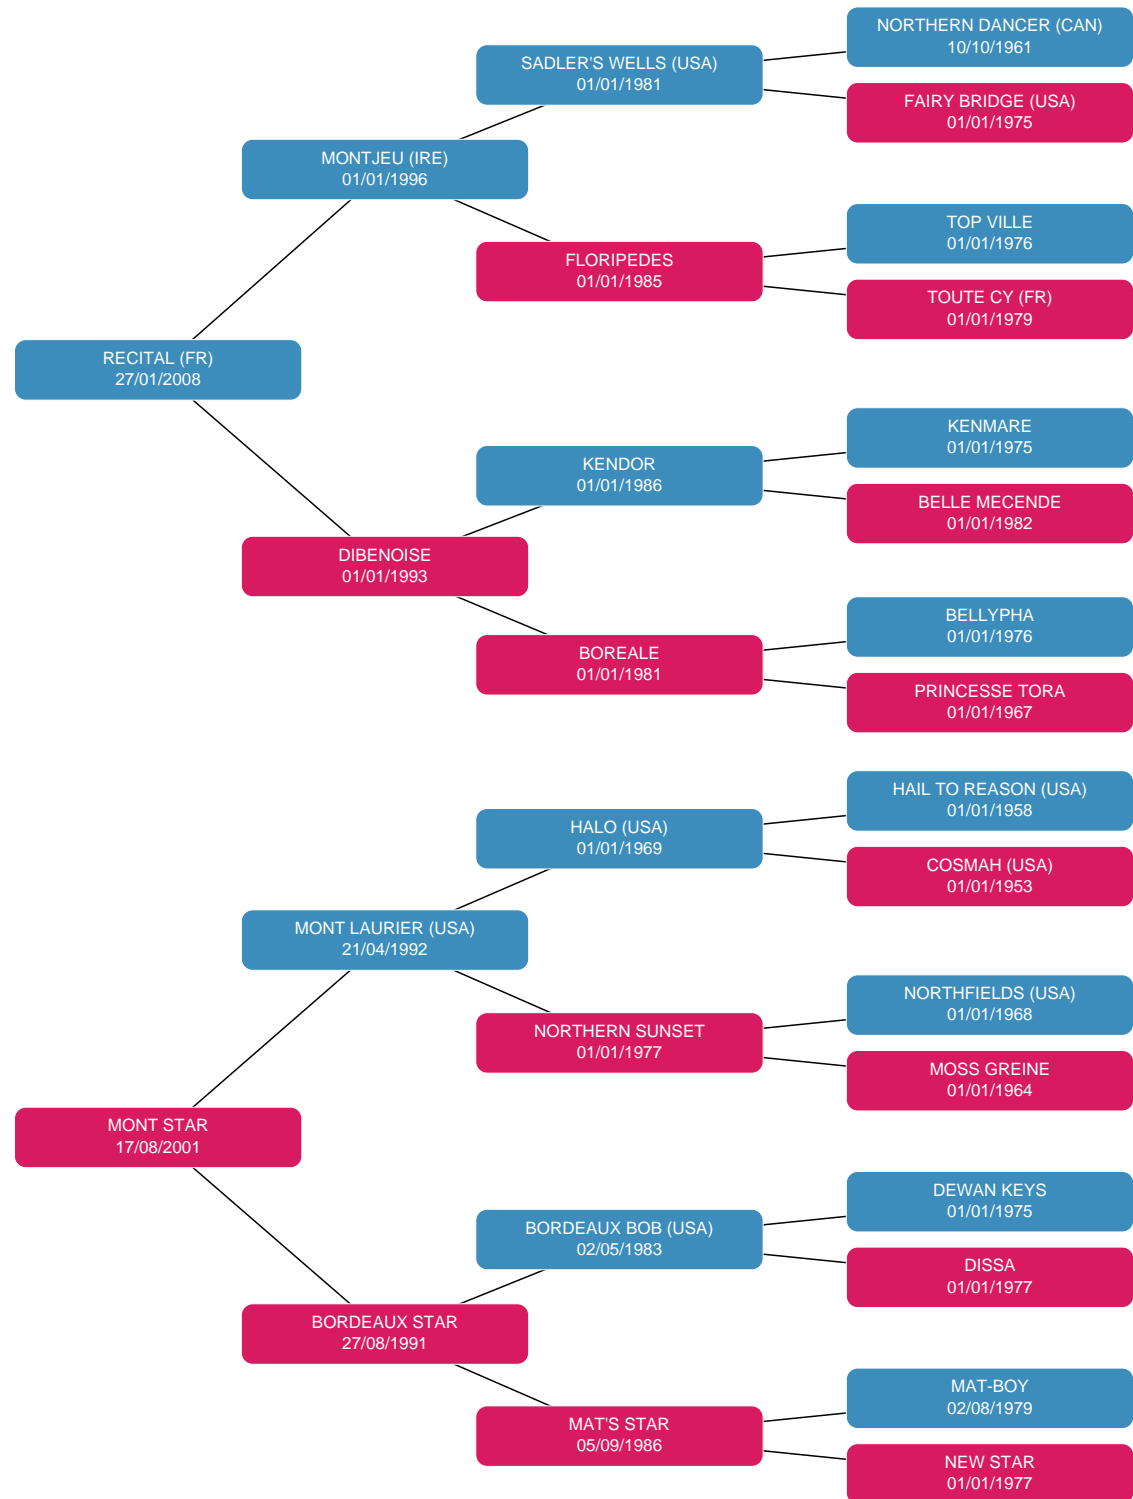 NORTHERN DANCER (CAN)
10/10/1961
SADLER'S WELLS (USA)
01/01/1981
FAIRY BRIDGE (USA)
01/01/1975
MONTJEU (IRE)
01/01/1996
TOP VILLE
01/01/1976
FLORIPEDES
01/01/1985
TOUTE CY (FR)
01/01/1979
RECITAL (FR)
27/01/2008
KENMARE
01/01/1975
KENDOR
01/01/1986
BELLE MECENDE
01/01/1982
DIBENOISE
01/01/1993
BELLYPHA
01/01/1976
BOREALE
01/01/1981
PRINCESSE TORA
01/01/1967
HAIL TO REASON (USA)
01/01/1958
HALO (USA)
01/01/1969
COSMAH (USA)
01/01/1953
MONT LAURIER (USA)
21/04/1992
NORTHFIELDS (USA)
01/01/1968
NORTHERN SUNSET
01/01/1977
MOSS GREINE
01/01/1964
MONT STAR
17/08/2001
DEWAN KEYS
01/01/1975
BORDEAUX BOB (USA)
02/05/1983
DISSA
01/01/1977
BORDEAUX STAR
27/08/1991
MAT-BOY
02/08/1979
MAT'S STAR
05/09/1986
NEW STAR
01/01/1977